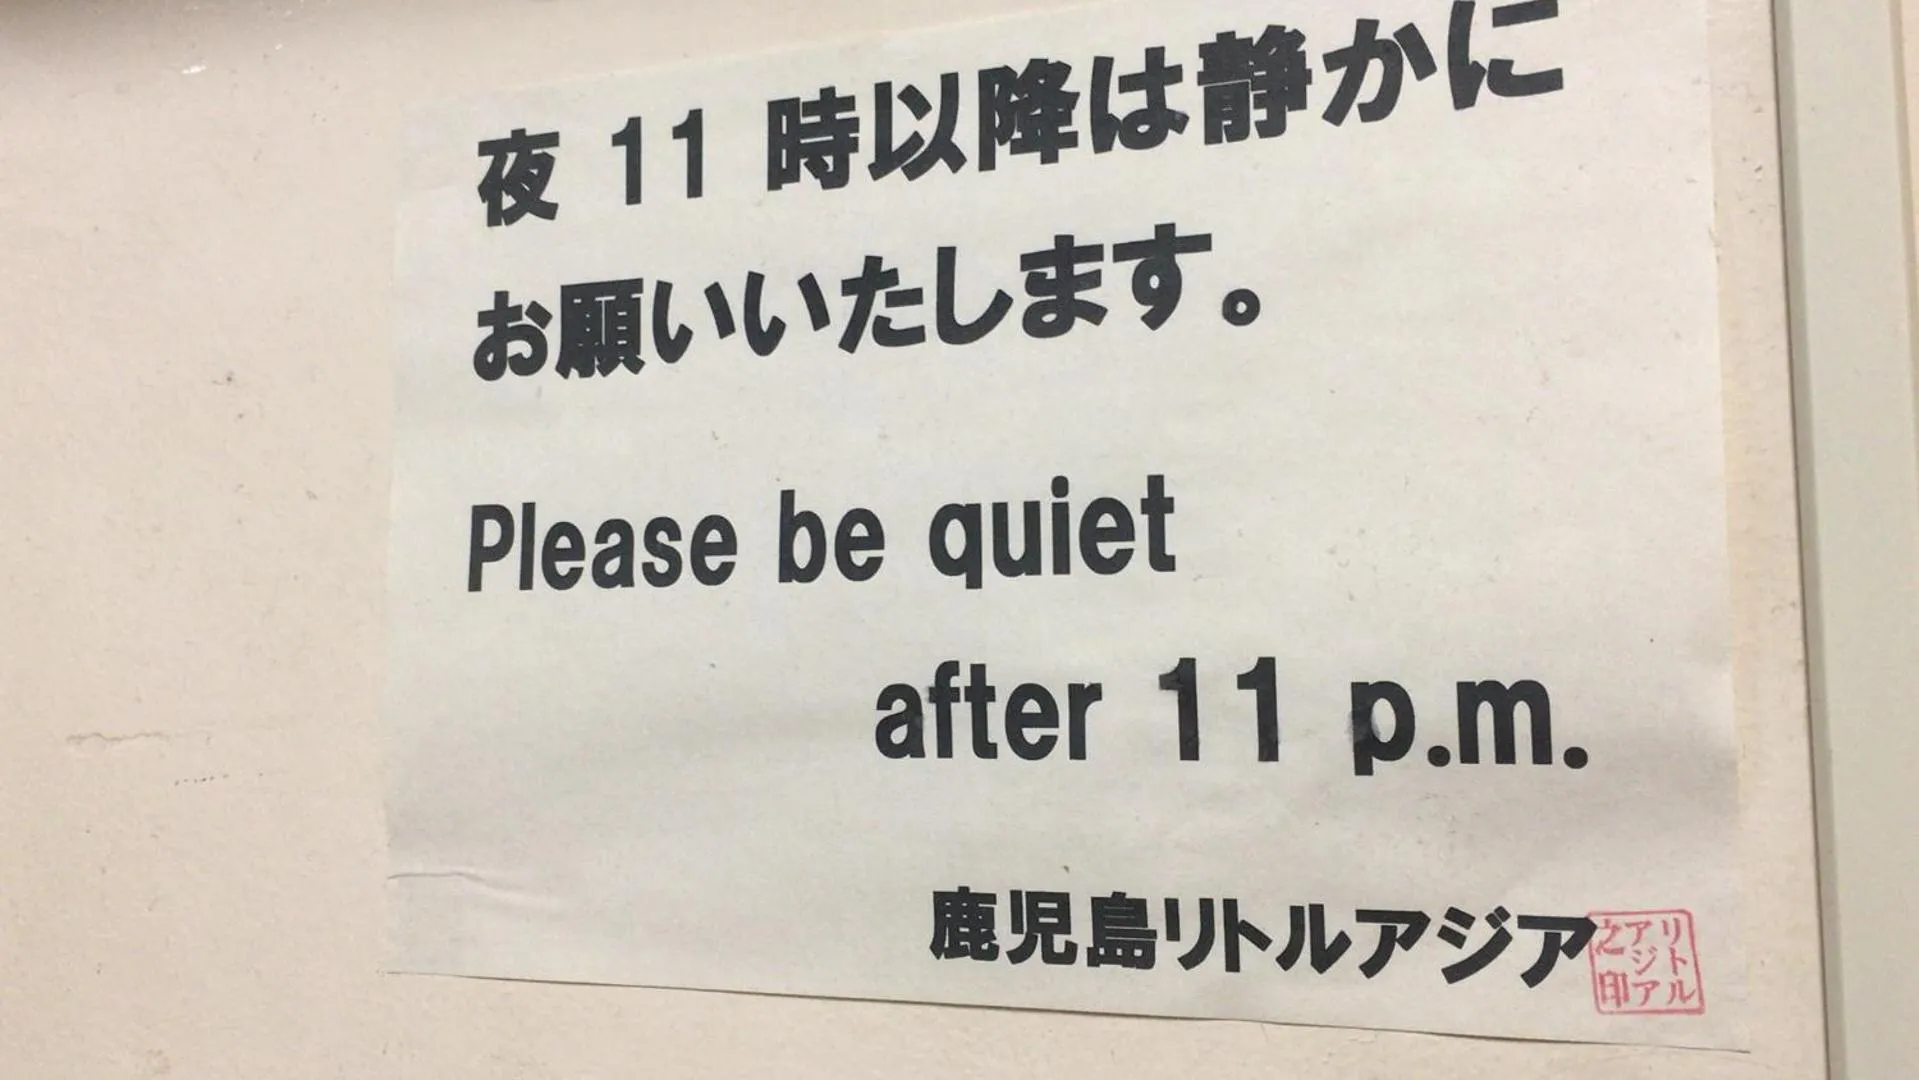 夜 11 時以降は静かに
お願いいたします。
Please be quiet
after 11 p.m.
鹿児島リトルアジア
リトル
アジア
之印